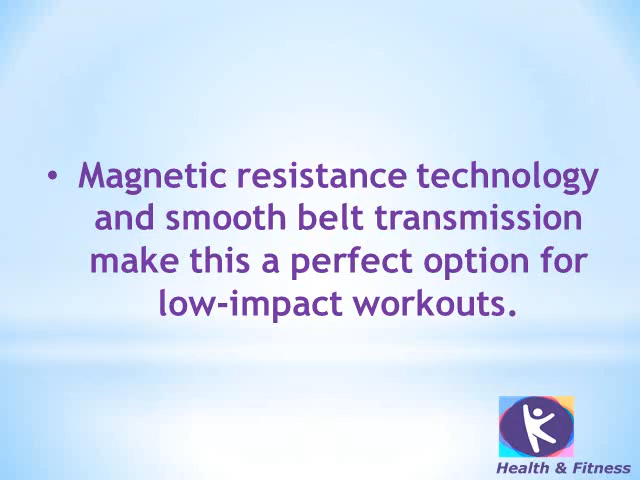 • Magnetic resistance technology
and smooth belt transmission
make this a perfect option for
low-impact workouts.
Health & Fitness